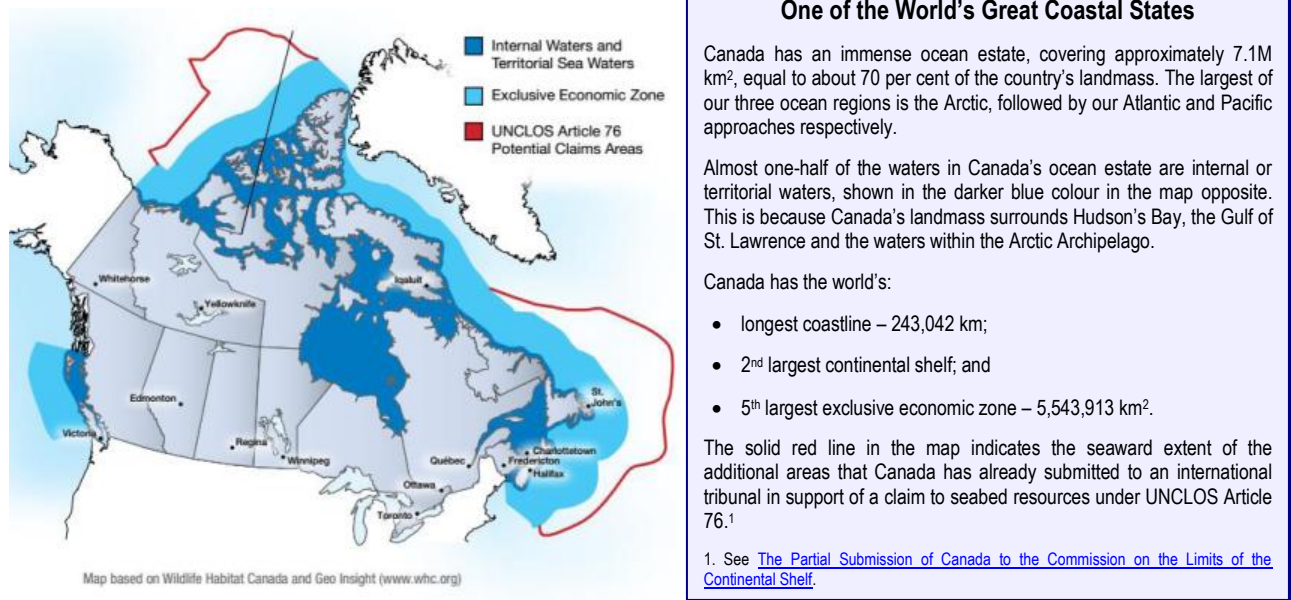 Internal Waters and
Territorial Sea Waters
Exclusive Economic Zone
UNCLOS Article 76
Potential Claims Areas
Whitehorse
Yellowknife
Iqaluit
Edmonton
Victoria
Regina
Winnipeg
St.
John's
Charlottetown
Québec
Fredericton
Halifax
Ottawa
Toronto
Map based on Wildlife Habitat Canada and Geo Insight (www.whc.org)
One of the World's Great Coastal States
Canada has an immense ocean estate, covering approximately 7.1M
km², equal to about 70 per cent of the country's landmass. The largest of
our three ocean regions is the Arctic, followed by our Atlantic and Pacific
approaches respectively.
Almost one-half of the waters in Canada's ocean estate are internal or
territorial waters, shown in the darker blue colour in the map opposite.
This is because Canada's landmass surrounds Hudson's Bay, the Gulf of
St. Lawrence and the waters within the Arctic Archipelago.
Canada has the world's:
• longest coastline – 243,042 km;
• 2nd largest continental shelf; and
• 5th largest exclusive economic zone – 5,543,913 km².
The solid red line in the map indicates the seaward extent of the
additional areas that Canada has already submitted to an international
tribunal in support of a claim to seabed resources under UNCLOS Article
76.¹
1. See The Partial Submission of Canada to the Commission on the Limits of the
Continental Shelf.